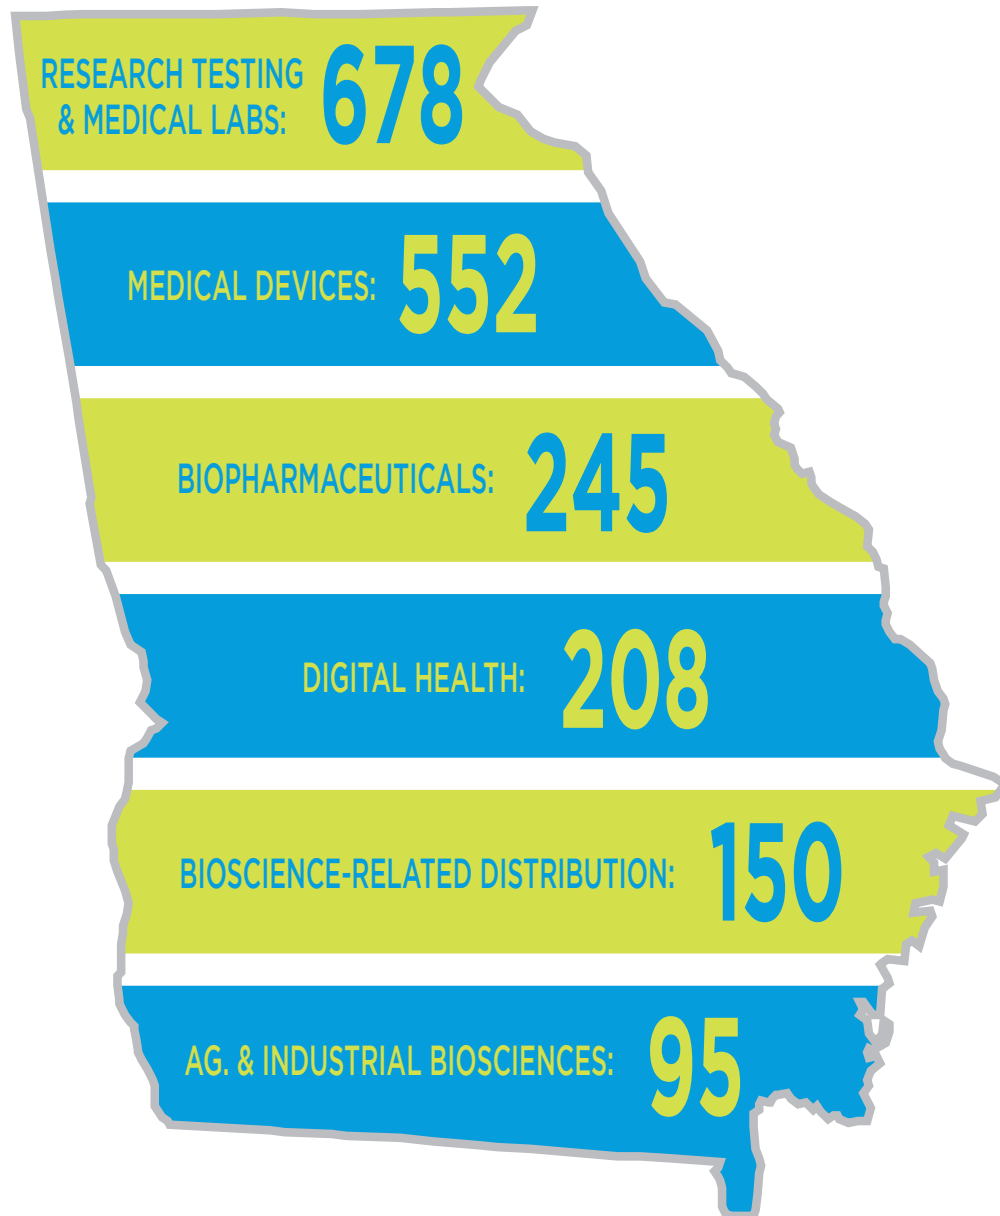 RESEARCH TESTING
& MEDICAL LABS: 678
MEDICAL DEVICES: 552
BIOPHARMACEUTICALS: 245
DIGITAL HEALTH: 208
BIOSCIENCE-RELATED DISTRIBUTION: 150
AG. & INDUSTRIAL BIOSCIENCES: 95